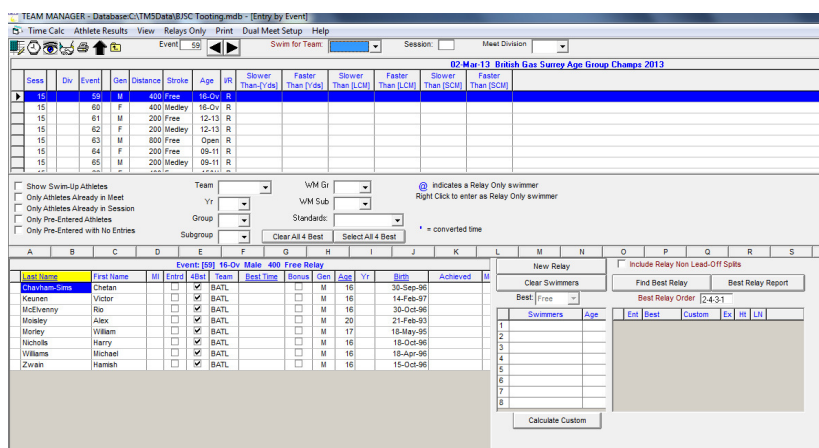 TEAM MANAGER - Database:C:\TM5Data\BJSC Tooting.mdb - [Entry by Event]
Time Calc Athlete Results View Relays Only Print Dual Meet Setup Help
Event 59 Swim for Team: Session: Meet Division
02-Mar-13 British Gas Surrey Age Group Champs 2013
Sess Div Event Gen Distance Stroke Age I/R Slower Than-[Yds] Faster Than [Yds] Slower Than [LCM] Faster Than [LCM] Slower Than [SCM] Faster Than [SCM]
15 59 M 400 Free 16-Ov R
15 60 F 400 Medley 16-Ov R
15 61 M 200 Free 12-13 R
15 62 F 200 Medley 12-13 R
15 63 M 800 Free Open R
15 64 F 200 Free 09-11 R
15 65 M 200 Medley 09-11 R
Show Swim-Up Athletes
Only Athletes Already in Meet
Only Athletes Already in Session
Only Pre-Entered Athletes
Only Pre-Entered with No Entries
Team
Yr
Group
Subgroup
WM Gr
WM Sub
Standards:
Clear All 4 Best Select All 4 Best
@ indicates a Relay Only swimmer
Right Click to enter as Relay Only swimmer
' = converted time
A B C D E F G H I J K L M N O P Q R S
Event: [59] 16-Ov Male 400 Free Relay
Last Name First Name MI Entrd 4Bst Team Best Time Bonus Gen Age Yr Birth Achieved M
Chavham-Sims Chetan BATL M 16 30-Sep-96
Keunen Victor BATL M 16 14-Feb-97
McElvenny Rio BATL M 16 30-Oct-96
Moisley Alex BATL M 20 21-Feb-93
Morley William BATL M 17 18-May-95
Nicholls Harry BATL M 16 18-Oct-96
Williams Michael BATL M 16 18-Apr-96
Zwain Hamish BATL M 16 15-Oct-96
New Relay
Clear Swimmers
Best: Free
Swimmers Age
1
2
3
4
5
6
7
8
Calculate Custom
Include Relay Non Lead-Off Splits
Find Best Relay Best Relay Report
Best Relay Order 2-4-3-1
Ent Best Custom Ex Ht LN